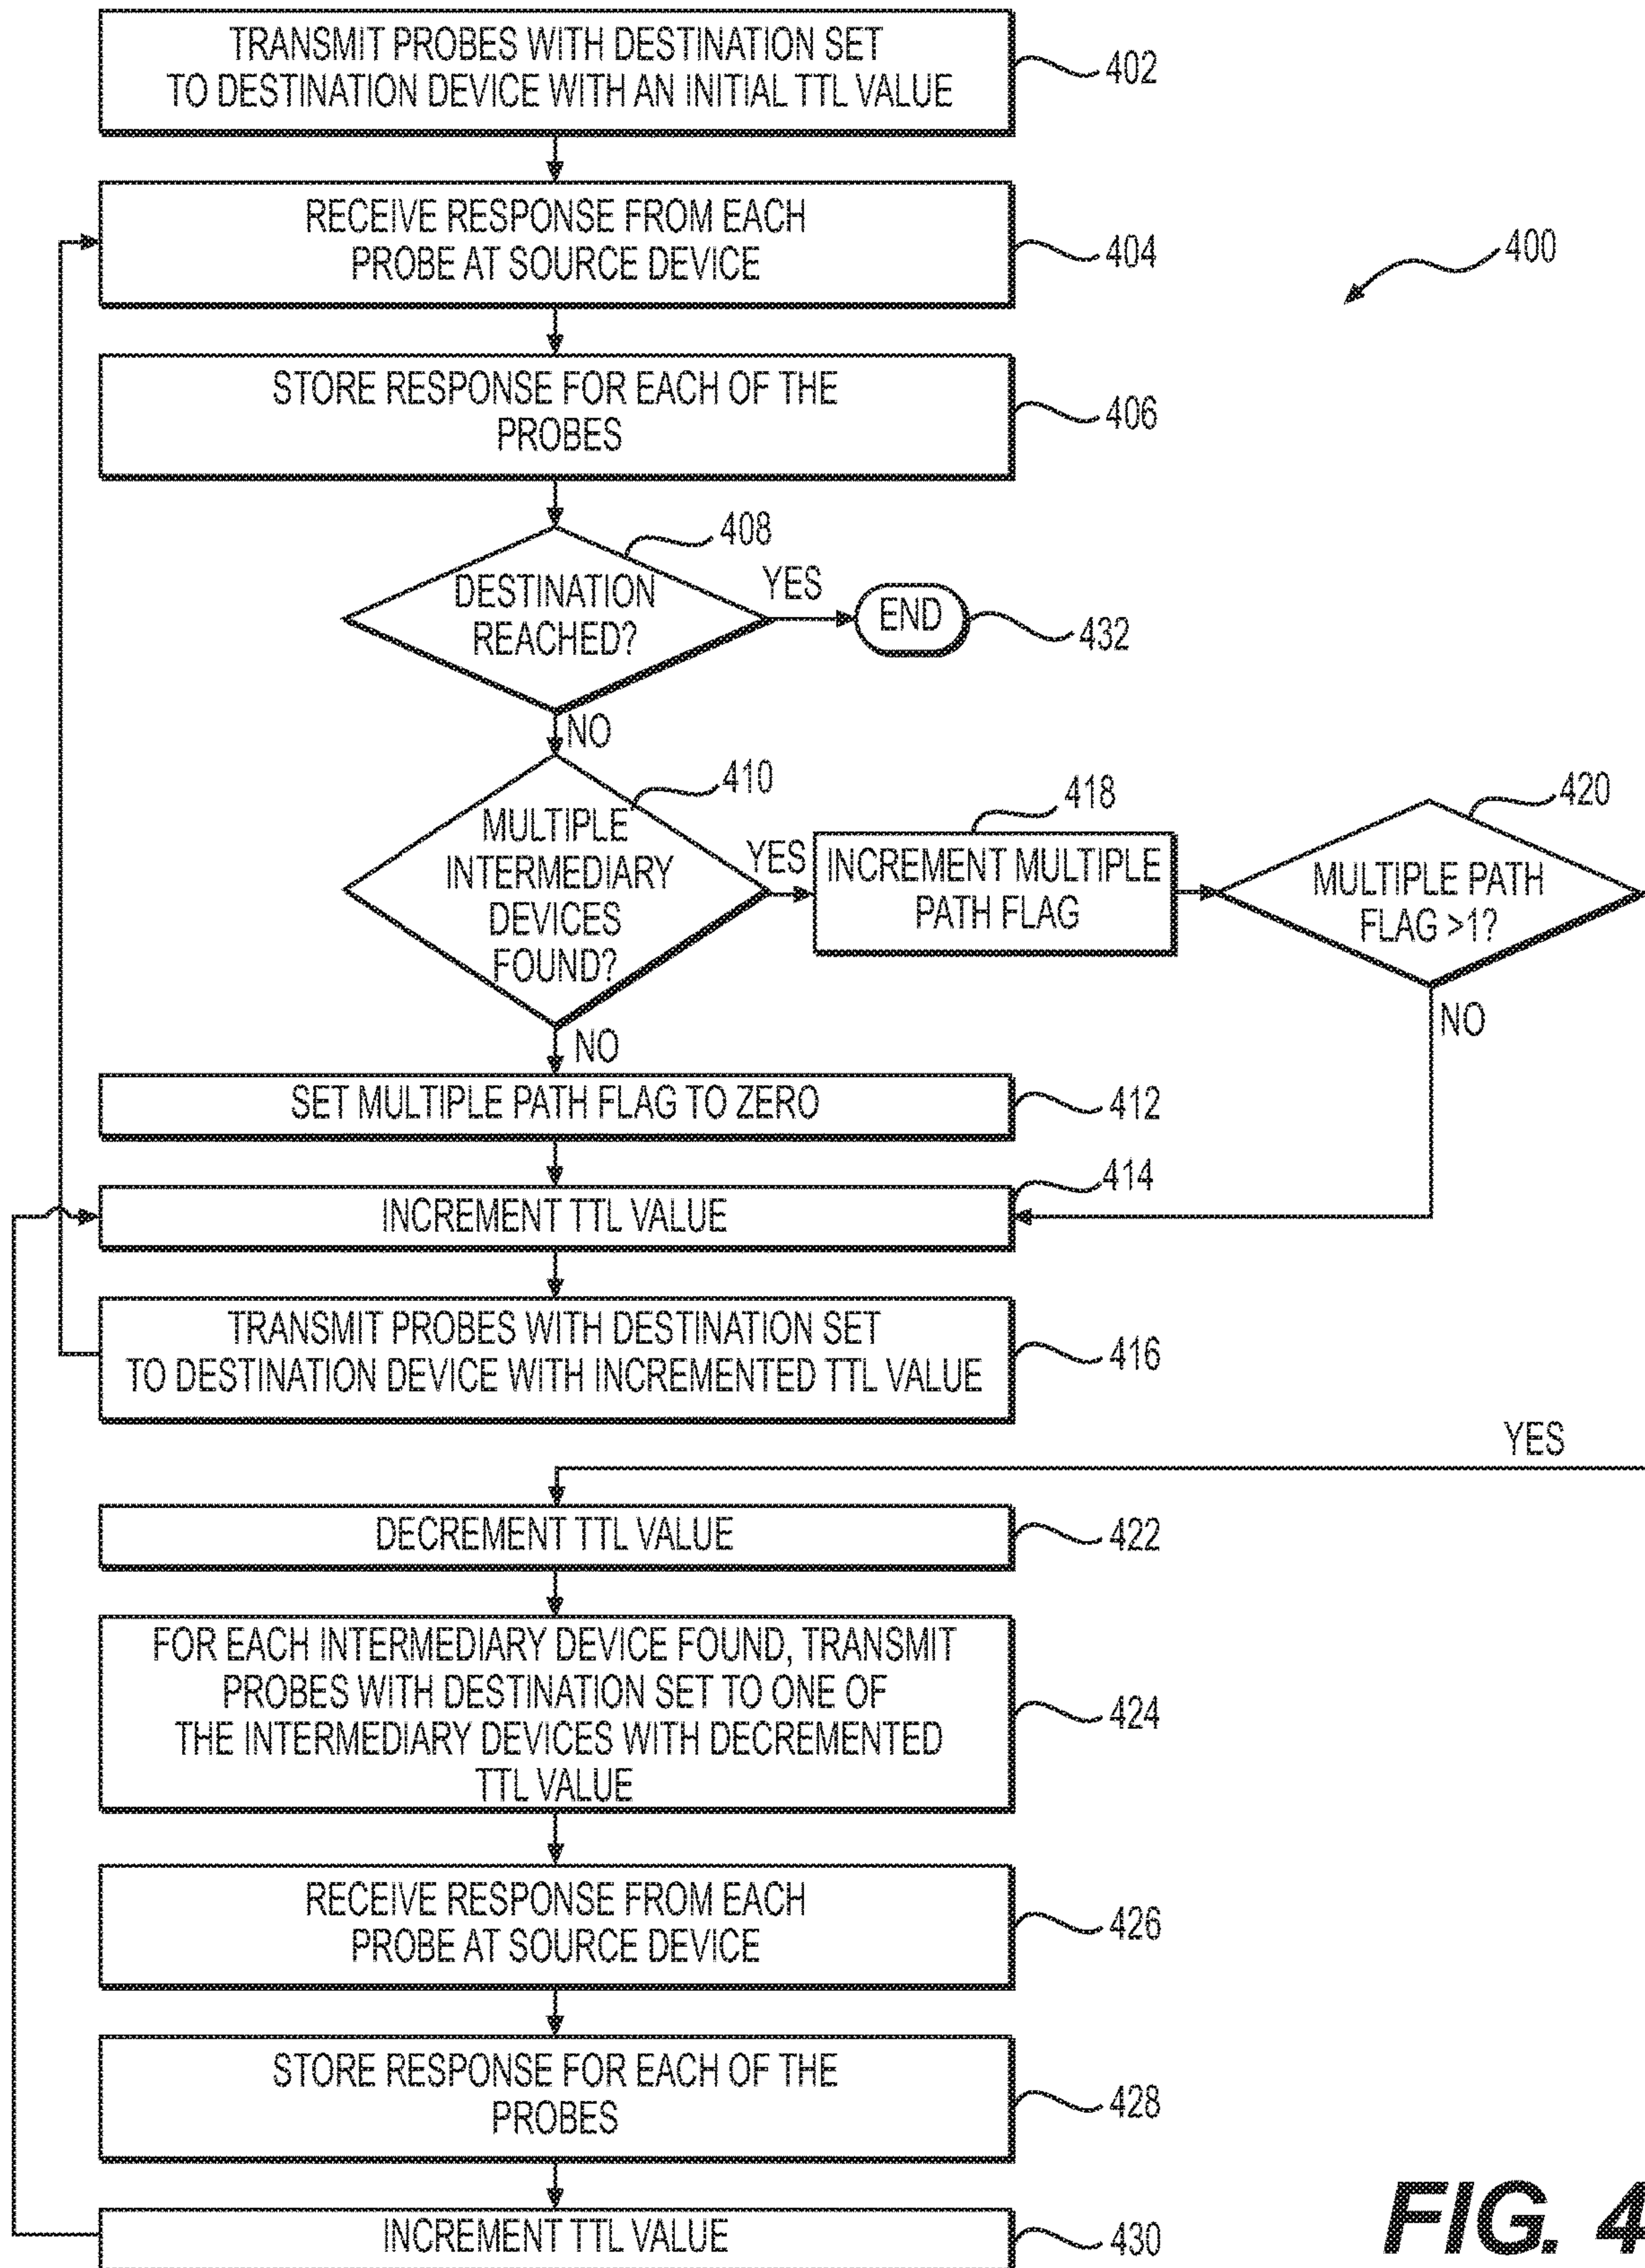 TRANSMIT PROBES WITH DESTINATION SET
TO DESTINATION DEVICE WITH AN INITIAL TTL VALUE
402
RECEIVE RESPONSE FROM EACH
PROBE AT SOURCE DEVICE
404
400
STORE RESPONSE FOR EACH OF THE
PROBES
406
408
DESTINATION
REACHED?
YES
END
432
NO
410
MULTIPLE
INTERMEDIARY
DEVICES
FOUND?
YES
418
INCREMENT MULTIPLE
PATH FLAG
420
MULTIPLE PATH
FLAG >1?
NO
NO
SET MULTIPLE PATH FLAG TO ZERO
412
INCREMENT TTL VALUE
414
TRANSMIT PROBES WITH DESTINATION SET
TO DESTINATION DEVICE WITH INCREMENTED TTL VALUE
416
YES
DECREMENT TTL VALUE
422
FOR EACH INTERMEDIARY DEVICE FOUND, TRANSMIT
PROBES WITH DESTINATION SET TO ONE OF
THE INTERMEDIARY DEVICES WITH DECREMENTED
TTL VALUE
424
RECEIVE RESPONSE FROM EACH
PROBE AT SOURCE DEVICE
426
STORE RESPONSE FOR EACH OF THE
PROBES
428
INCREMENT TTL VALUE
430
FIG. 4